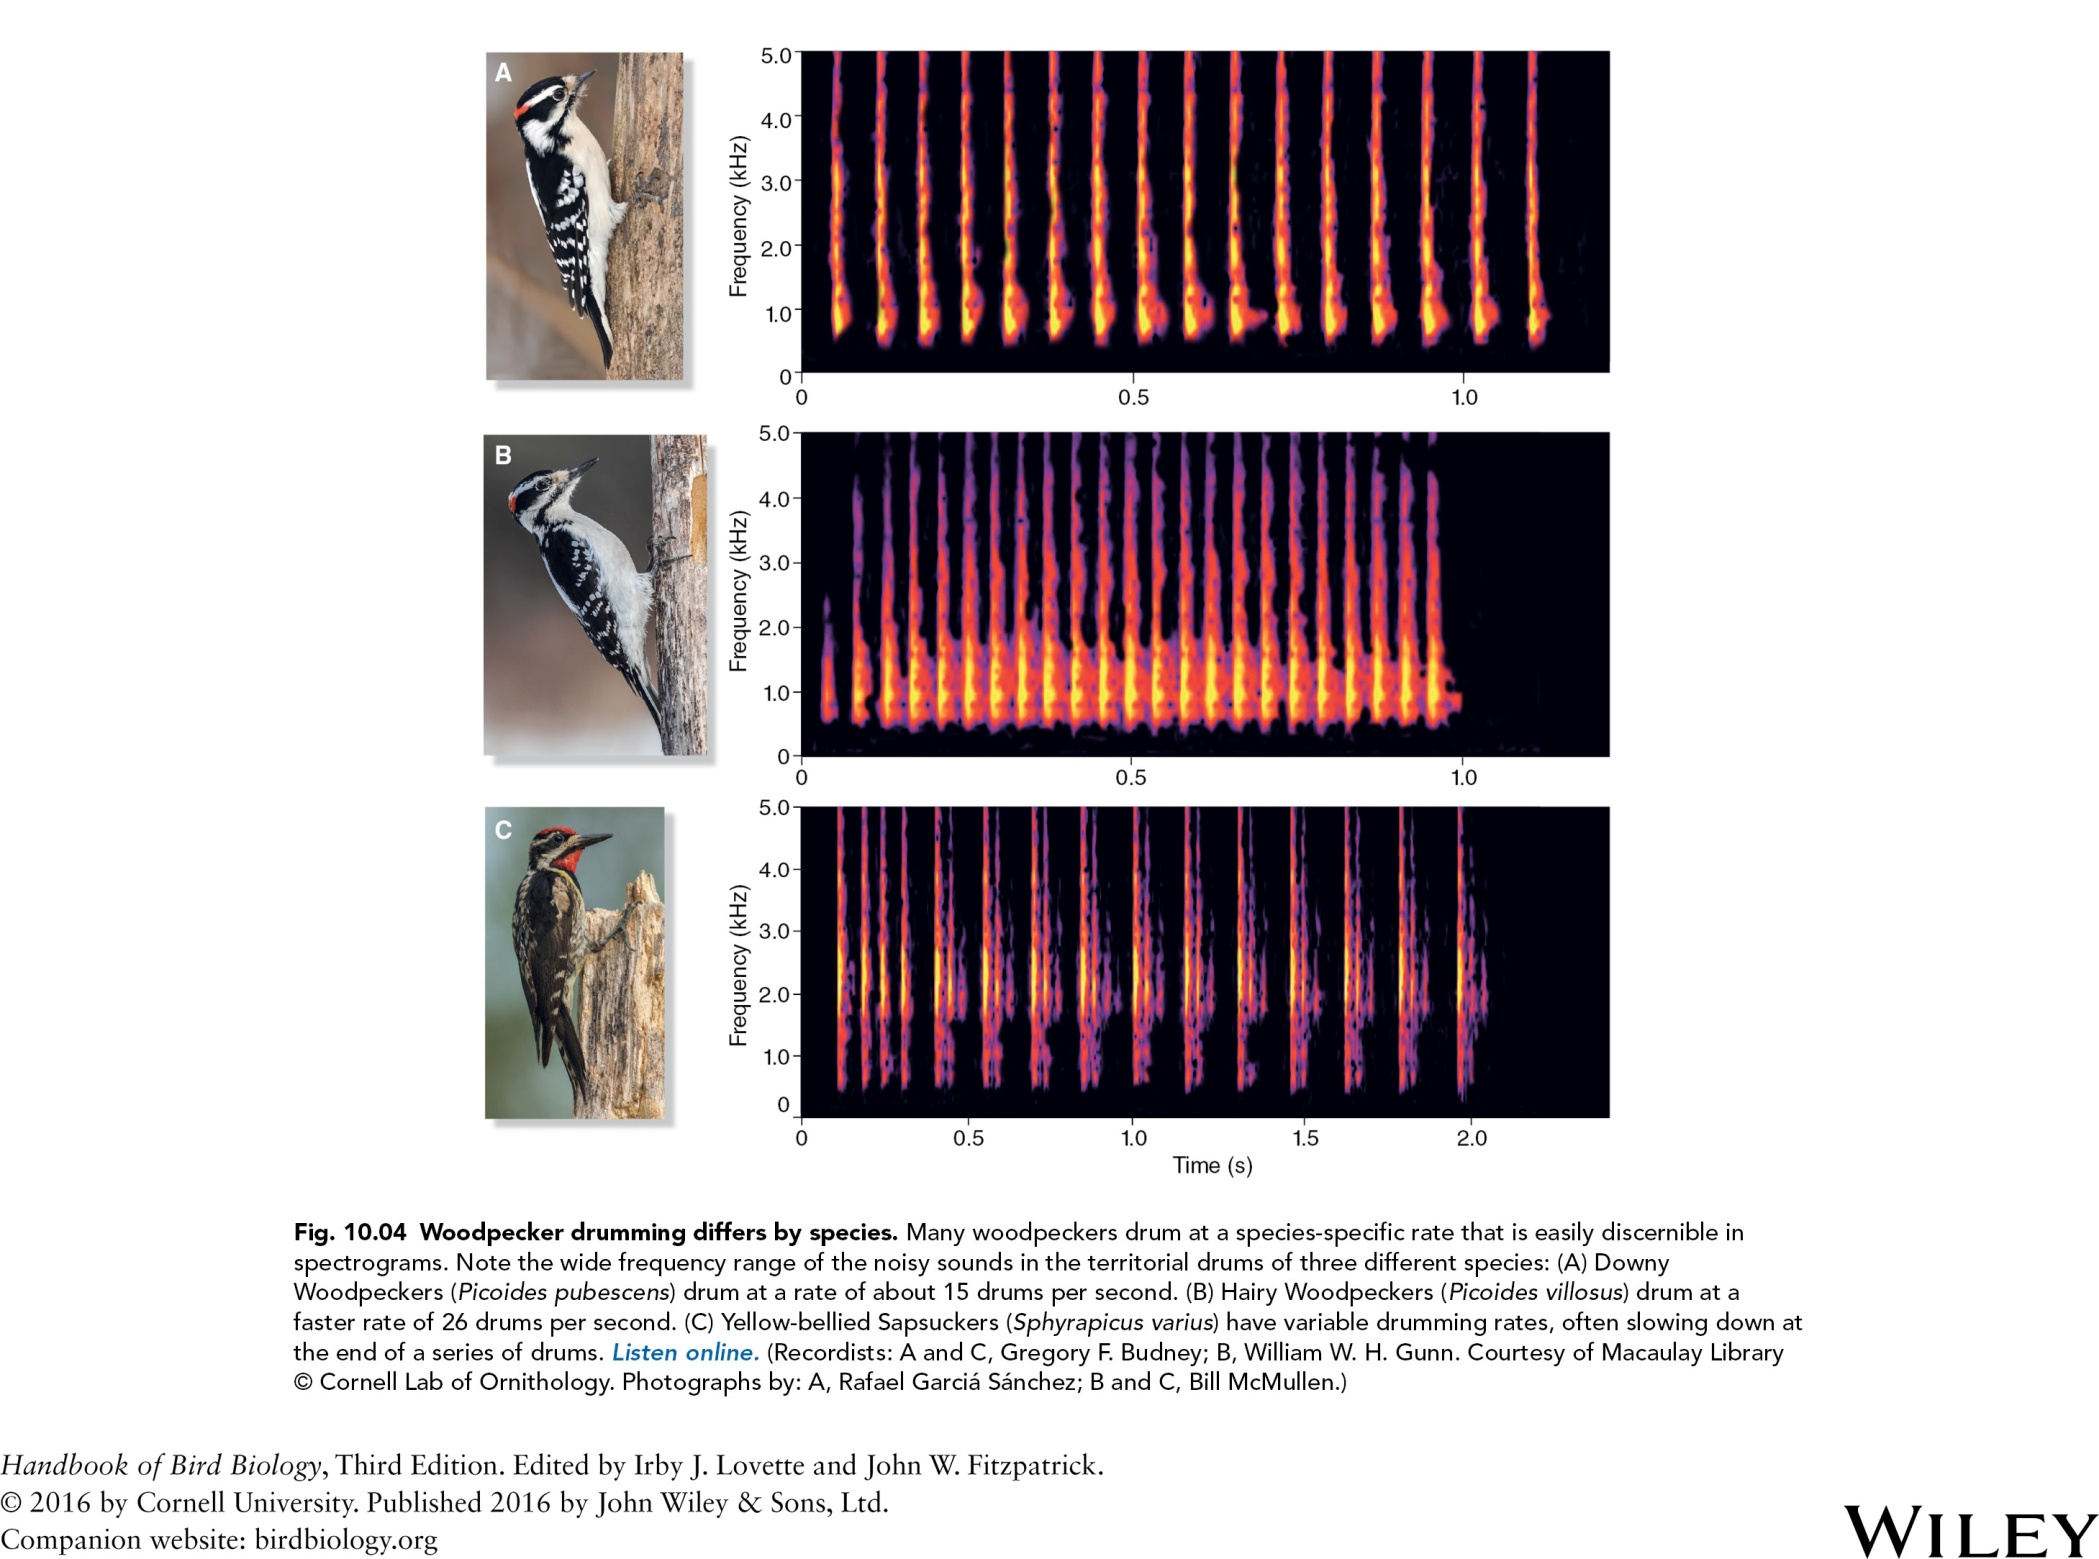 A
5.0
4.0
3.0
2.0
1.0
0
Frequency (kHz)
0 0.5 1.0
B
5.0
4.0
3.0
2.0
1.0
0
Frequency (kHz)
0 0.5 1.0
C
5.0
4.0
3.0
2.0
1.0
0
Frequency (kHz)
0 0.5 1.0 1.5 2.0
Time (s)
Fig. 10.04 Woodpecker drumming differs by species. Many woodpeckers drum at a species-specific rate that is easily discernible in
spectrograms. Note the wide frequency range of the noisy sounds in the territorial drums of three different species: (A) Downy
Woodpeckers (Picoides pubescens) drum at a rate of about 15 drums per second. (B) Hairy Woodpeckers (Picoides villosus) drum at a
faster rate of 26 drums per second. (C) Yellow-bellied Sapsuckers (Sphyrapicus varius) have variable drumming rates, often slowing down at
the end of a series of drums. Listen online. (Recordists: A and C, Gregory F. Budney; B, William W. H. Gunn. Courtesy of Macaulay Library
© Cornell Lab of Ornithology. Photographs by: A, Rafael Garciá Sánchez; B and C, Bill McMullen.)
Handbook of Bird Biology, Third Edition. Edited by Irby J. Lovette and John W. Fitzpatrick.
© 2016 by Cornell University. Published 2016 by John Wiley & Sons, Ltd.
Companion website: birdbiology.org
WILEY